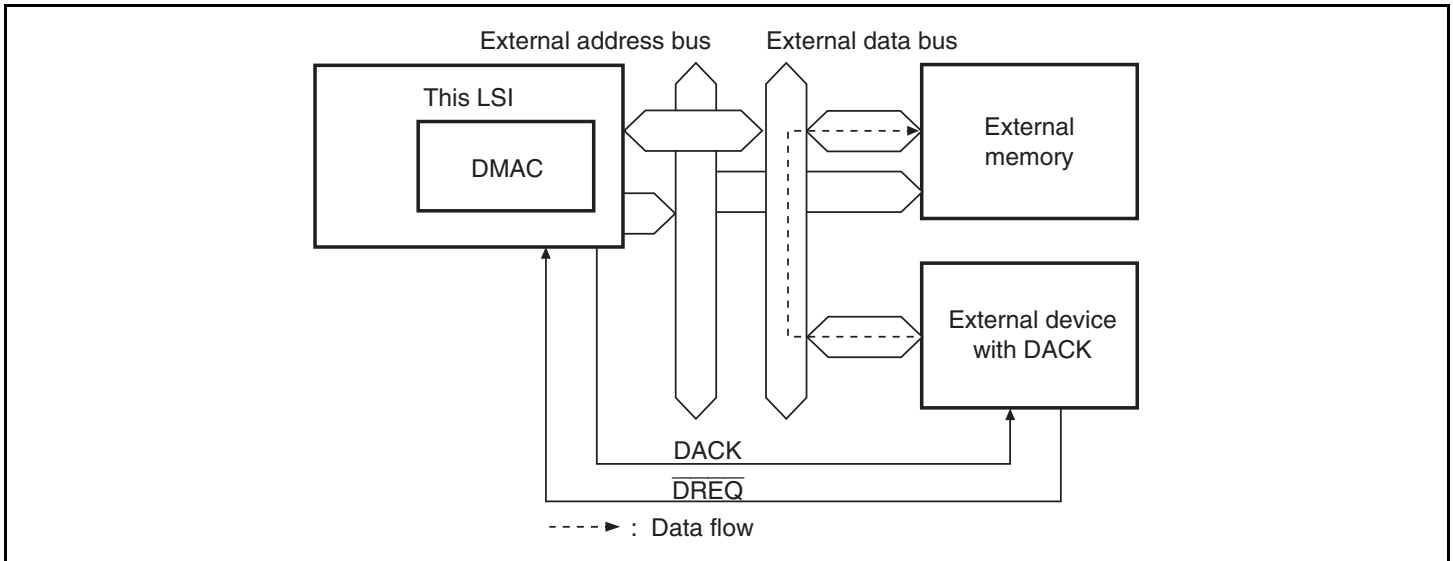 External address bus
External data bus
This LSI
DMAC
External
memory
External device
with DACK
DACK
DREQ
: Data flow